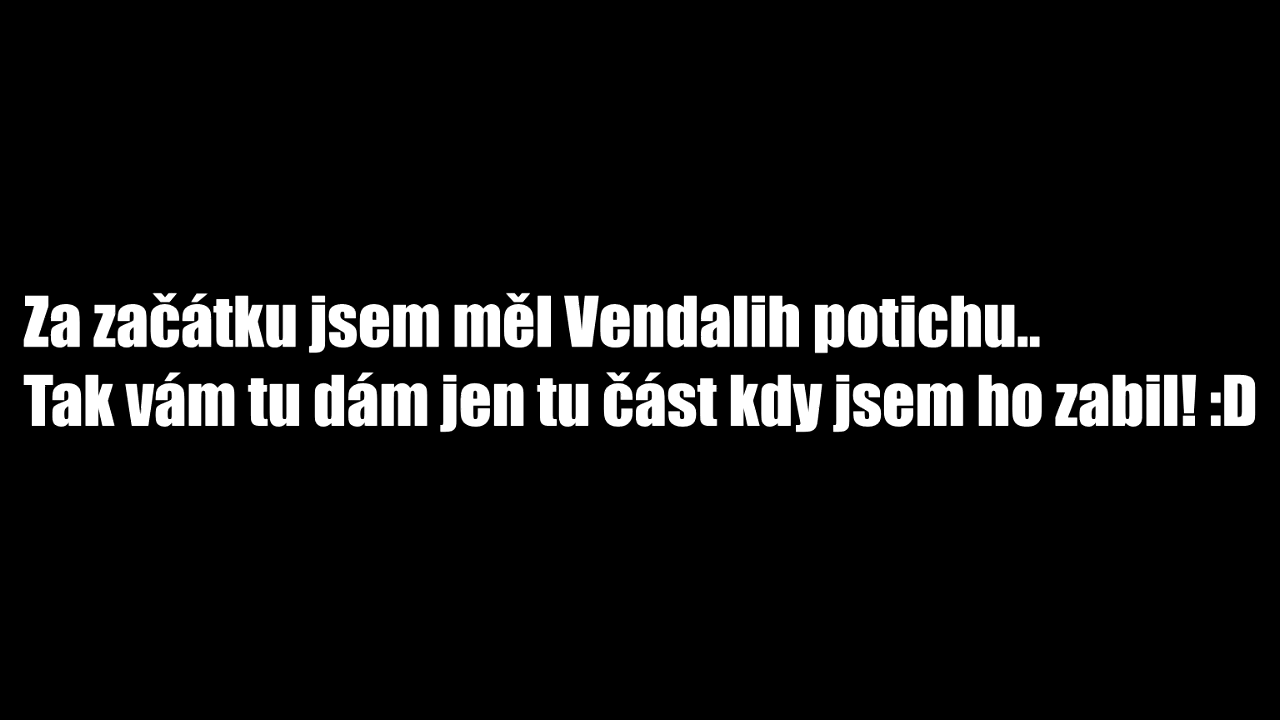 Za začátku jsem měl Vendalih potichu..
Tak vám tu dám jen tu část kdy jsem ho zabil! :D